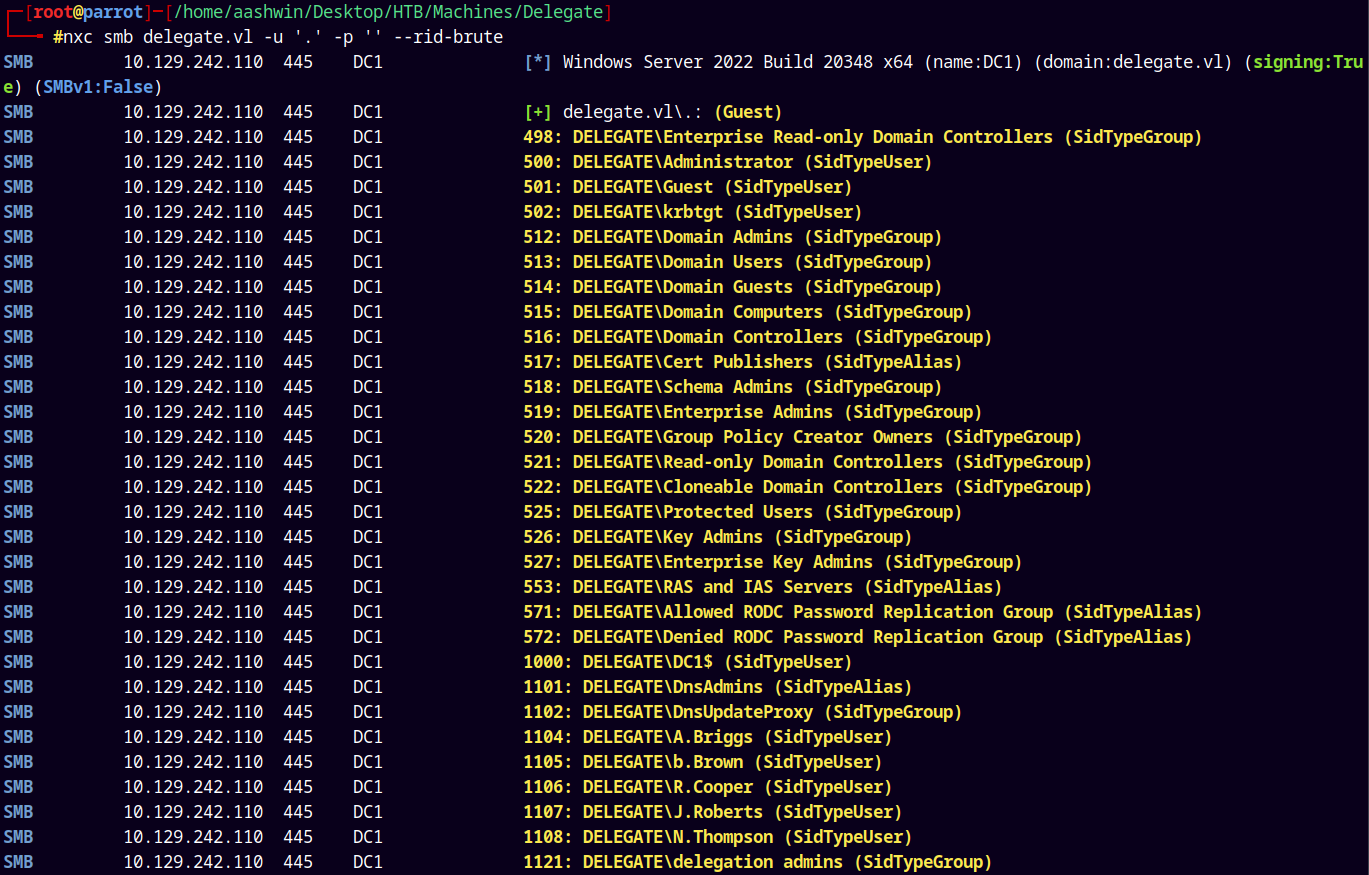 ┌─[root@parrot]─[/home/aashwin/Desktop/HTB/Machines/Delegate]
└──╼ #nxc smb delegate.vl -u '.' -p '' --rid-brute
SMB 10.129.242.110 445 DC1 [*] Windows Server 2022 Build 20348 x64 (name:DC1) (domain:delegate.vl) (signing:Tru
e) (SMBv1:False)
SMB 10.129.242.110 445 DC1 [+] delegate.vl\.: (Guest)
SMB 10.129.242.110 445 DC1 498: DELEGATE\Enterprise Read-only Domain Controllers (SidTypeGroup)
SMB 10.129.242.110 445 DC1 500: DELEGATE\Administrator (SidTypeUser)
SMB 10.129.242.110 445 DC1 501: DELEGATE\Guest (SidTypeUser)
SMB 10.129.242.110 445 DC1 502: DELEGATE\krbtgt (SidTypeUser)
SMB 10.129.242.110 445 DC1 512: DELEGATE\Domain Admins (SidTypeGroup)
SMB 10.129.242.110 445 DC1 513: DELEGATE\Domain Users (SidTypeGroup)
SMB 10.129.242.110 445 DC1 514: DELEGATE\Domain Guests (SidTypeGroup)
SMB 10.129.242.110 445 DC1 515: DELEGATE\Domain Computers (SidTypeGroup)
SMB 10.129.242.110 445 DC1 516: DELEGATE\Domain Controllers (SidTypeGroup)
SMB 10.129.242.110 445 DC1 517: DELEGATE\Cert Publishers (SidTypeAlias)
SMB 10.129.242.110 445 DC1 518: DELEGATE\Schema Admins (SidTypeGroup)
SMB 10.129.242.110 445 DC1 519: DELEGATE\Enterprise Admins (SidTypeGroup)
SMB 10.129.242.110 445 DC1 520: DELEGATE\Group Policy Creator Owners (SidTypeGroup)
SMB 10.129.242.110 445 DC1 521: DELEGATE\Read-only Domain Controllers (SidTypeGroup)
SMB 10.129.242.110 445 DC1 522: DELEGATE\Cloneable Domain Controllers (SidTypeGroup)
SMB 10.129.242.110 445 DC1 525: DELEGATE\Protected Users (SidTypeGroup)
SMB 10.129.242.110 445 DC1 526: DELEGATE\Key Admins (SidTypeGroup)
SMB 10.129.242.110 445 DC1 527: DELEGATE\Enterprise Key Admins (SidTypeGroup)
SMB 10.129.242.110 445 DC1 553: DELEGATE\RAS and IAS Servers (SidTypeAlias)
SMB 10.129.242.110 445 DC1 571: DELEGATE\Allowed RODC Password Replication Group (SidTypeAlias)
SMB 10.129.242.110 445 DC1 572: DELEGATE\Denied RODC Password Replication Group (SidTypeAlias)
SMB 10.129.242.110 445 DC1 1000: DELEGATE\DC1$ (SidTypeUser)
SMB 10.129.242.110 445 DC1 1101: DELEGATE\DnsAdmins (SidTypeAlias)
SMB 10.129.242.110 445 DC1 1102: DELEGATE\DnsUpdateProxy (SidTypeGroup)
SMB 10.129.242.110 445 DC1 1104: DELEGATE\A.Briggs (SidTypeUser)
SMB 10.129.242.110 445 DC1 1105: DELEGATE\b.Brown (SidTypeUser)
SMB 10.129.242.110 445 DC1 1106: DELEGATE\R.Cooper (SidTypeUser)
SMB 10.129.242.110 445 DC1 1107: DELEGATE\J.Roberts (SidTypeUser)
SMB 10.129.242.110 445 DC1 1108: DELEGATE\N.Thompson (SidTypeUser)
SMB 10.129.242.110 445 DC1 1121: DELEGATE\delegation admins (SidTypeGroup)